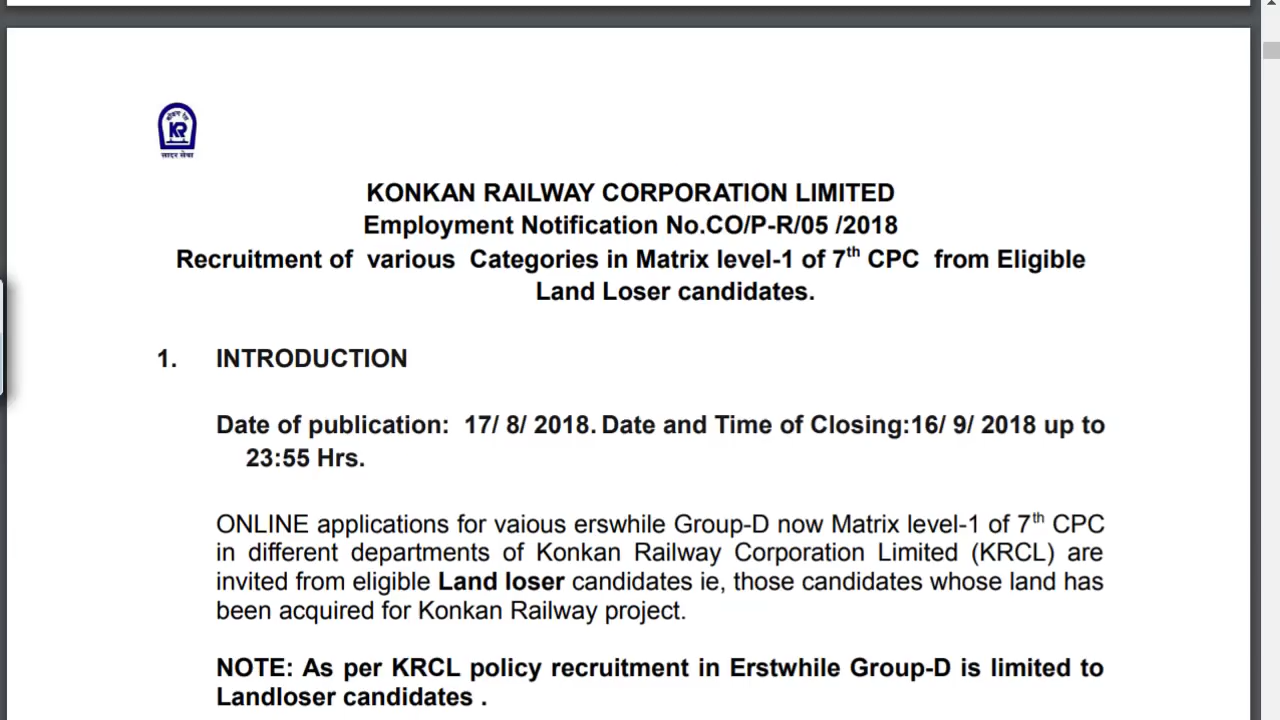 कोंकण रेलवे
KR
सादर सेवा
KONKAN RAILWAY CORPORATION LIMITED
Employment Notification No.CO/P-R/05 /2018
Recruitment of various Categories in Matrix level-1 of 7th CPC from Eligible
Land Loser candidates.
1. INTRODUCTION
Date of publication: 17/ 8/ 2018. Date and Time of Closing:16/ 9/ 2018 up to
23:55 Hrs.
ONLINE applications for vaious erswhile Group-D now Matrix level-1 of 7th CPC
in different departments of Konkan Railway Corporation Limited (KRCL) are
invited from eligible Land loser candidates ie, those candidates whose land has
been acquired for Konkan Railway project.
NOTE: As per KRCL policy recruitment in Erstwhile Group-D is limited to
Landloser candidates .